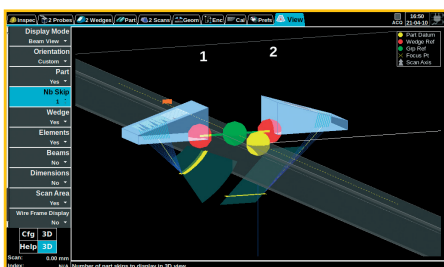 Inspec
2 Probes
2 Wedges
Part
2 Scans
Geom
Enc
Cal
Prefs
View
ACG
16:50
21-04-10
Display Mode
Beam View
Orientation
Custom
Part
Yes
Nb Skip
1
Wedge
Yes
Elements
Yes
Beams
No
Dimensions
No
Scan Area
Yes
Wire Frame Display
No
Cfg 3D
Help 3D
Scan: 0.00 mm
Index: N/A
Number of part skips to display in 3D view
1
2
Part Datum
Wedge Ref
Grp Ref
Focus Pt
Scan Axis